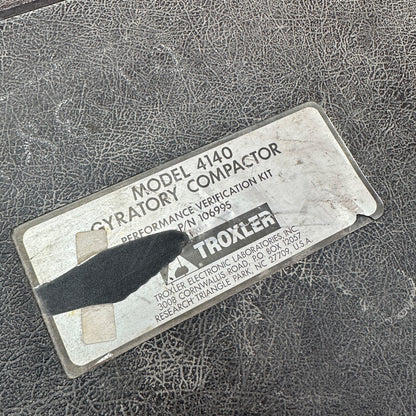 MODEL 4140
GYRATORY COMPACTOR
PERFORMANCE VERIFICATION KIT
P/N 106995
TROXLER
TROXLER ELECTRONIC LABORATORIES, INC.
3008 CORNWALLIS ROAD, P.O. BOX 12057
RESEARCH TRIANGLE PARK, NC 27709, U.S.A.